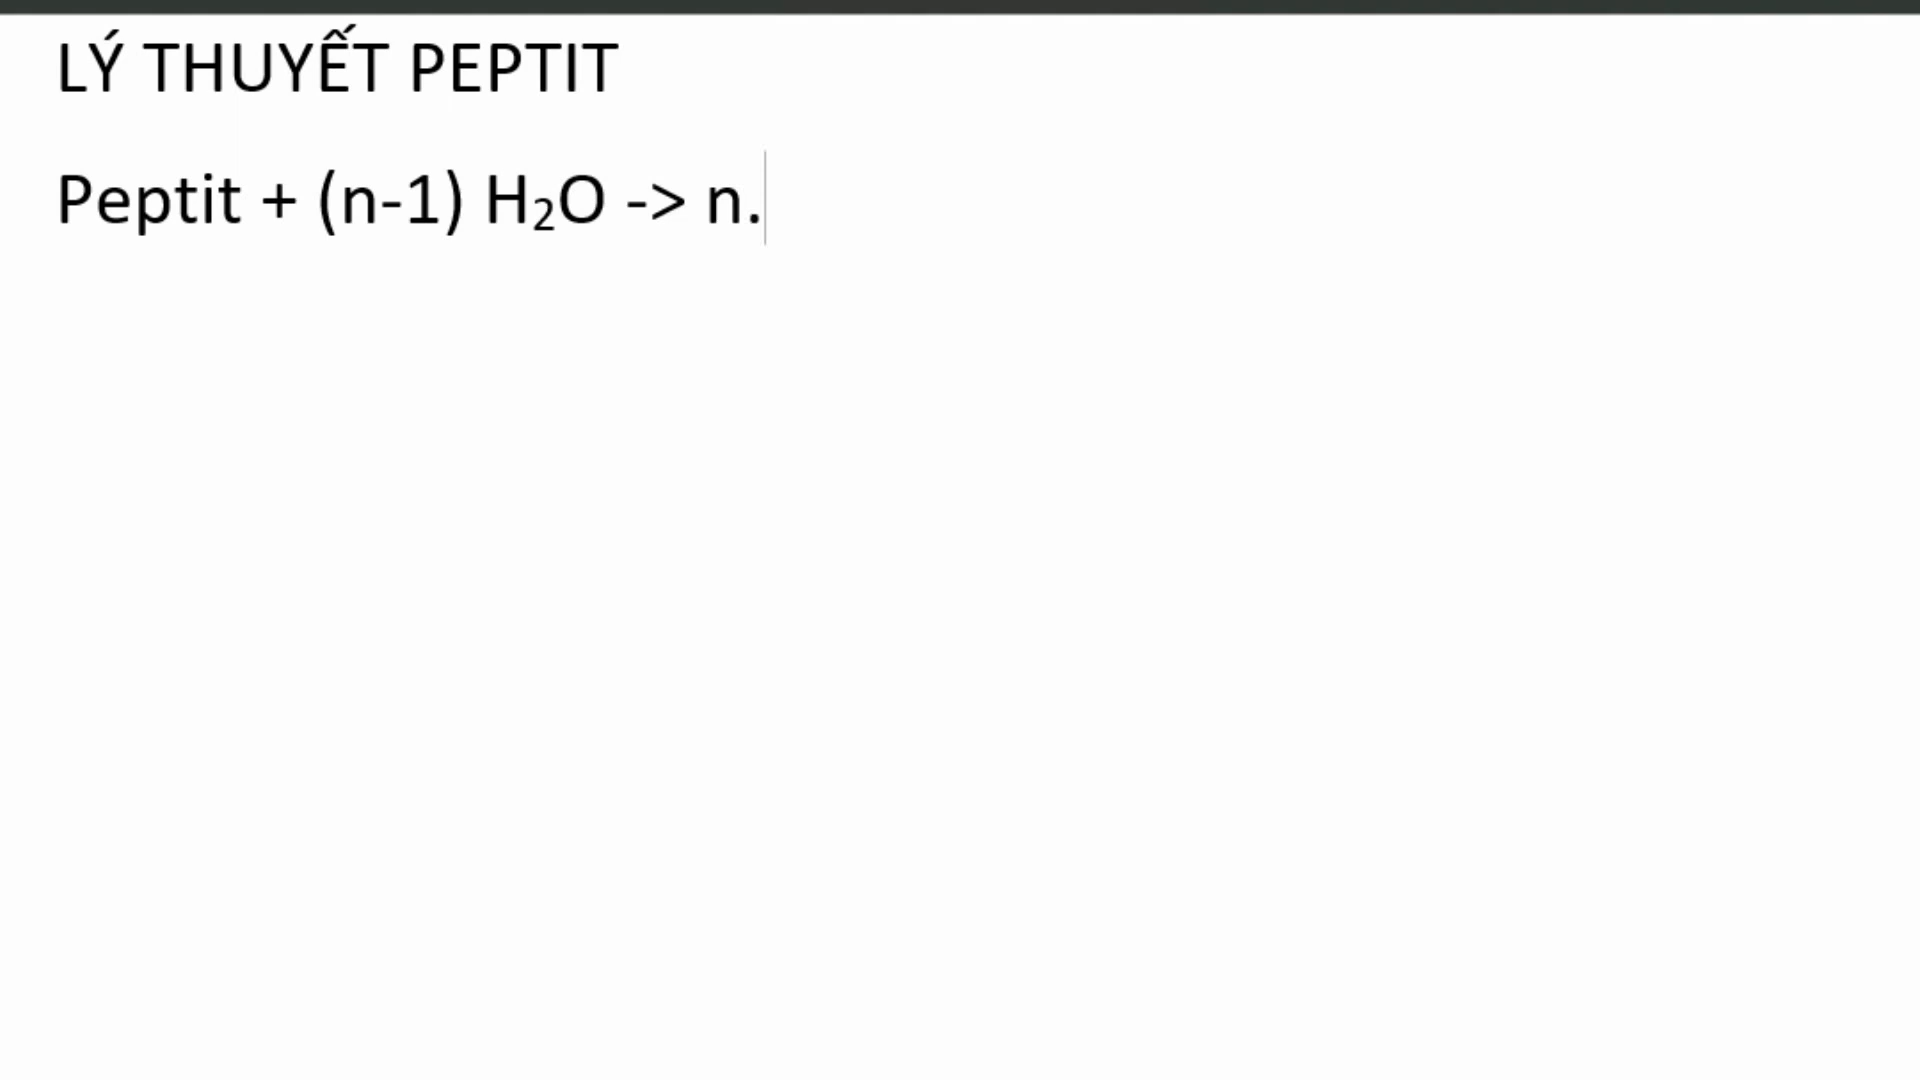 LÝ THUYẾT PEPTIT
Peptit + (n-1) H₂O -> n.